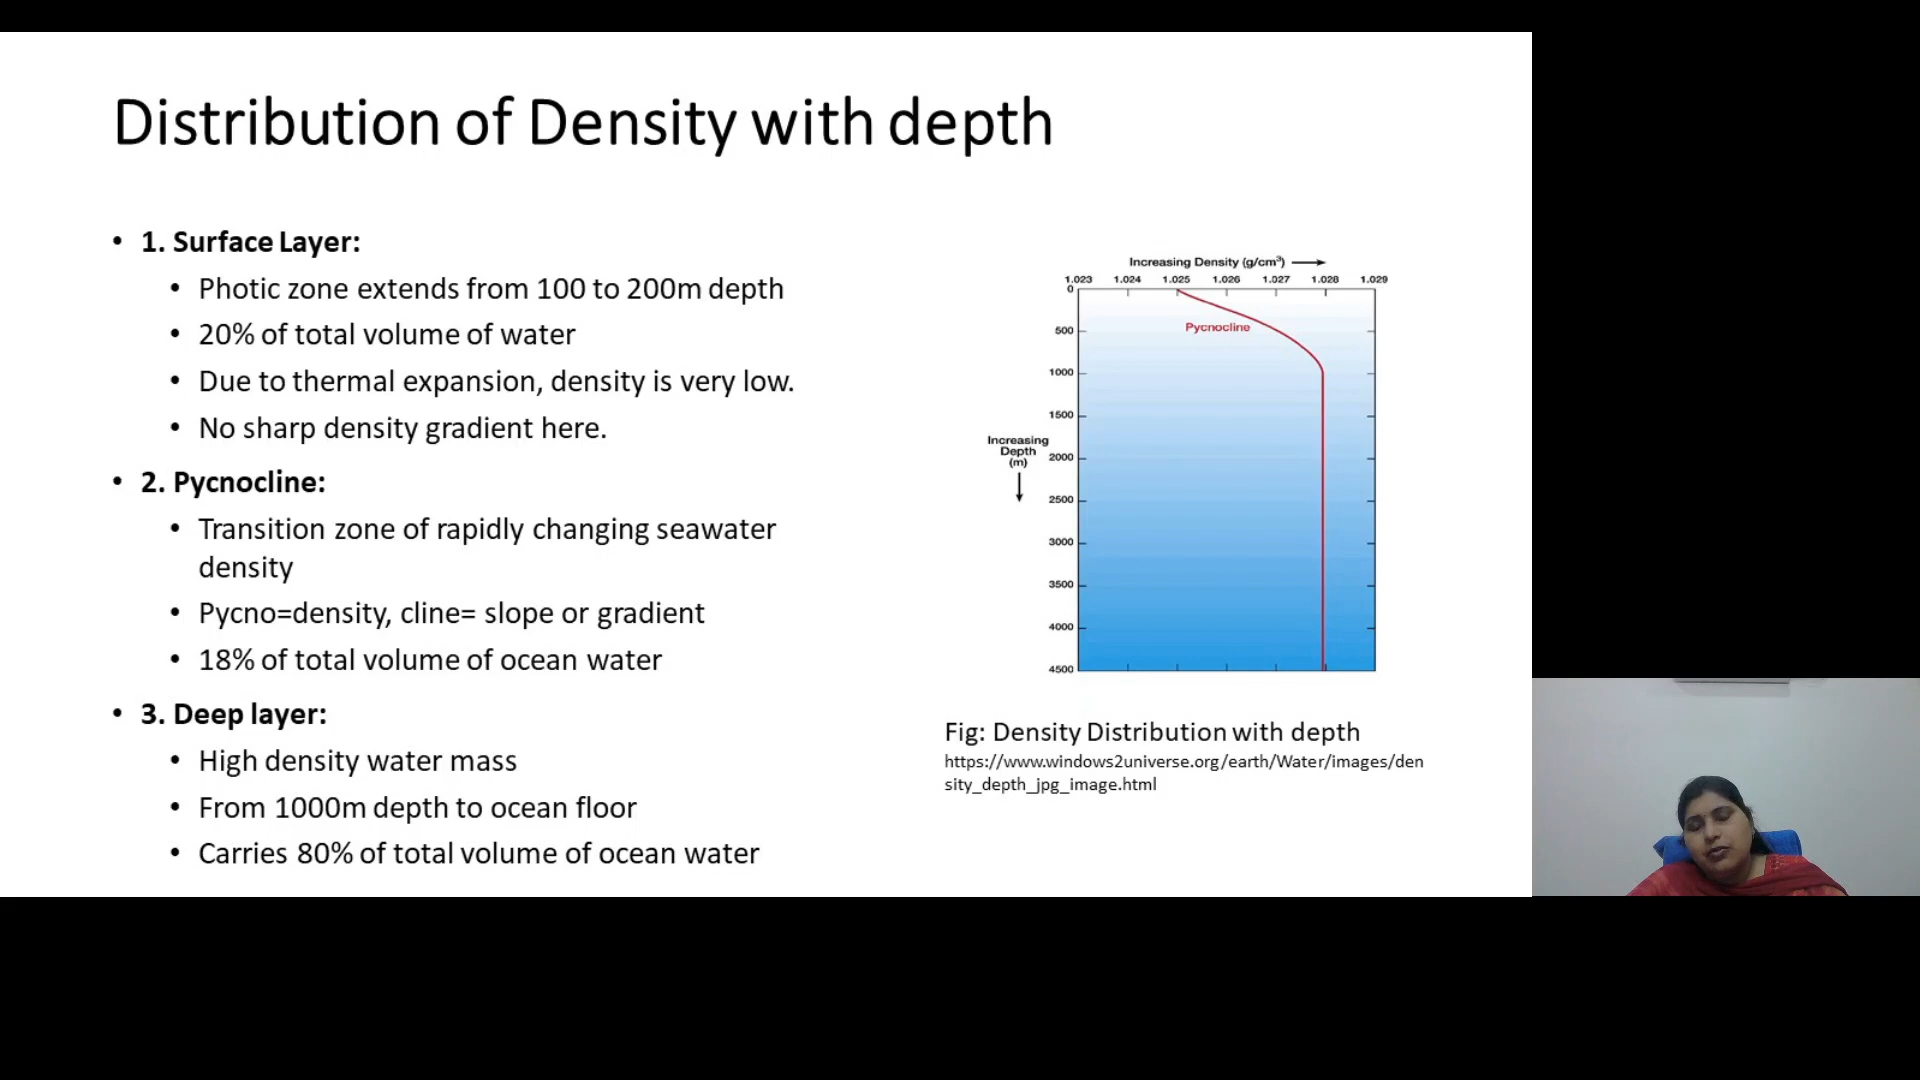 Distribution of Density with depth
• 1. Surface Layer:
• Photic zone extends from 100 to 200m depth
• 20% of total volume of water
• Due to thermal expansion, density is very low.
• No sharp density gradient here.
• 2. Pycnocline:
• Transition zone of rapidly changing seawater
density
• Pycno=density, cline= slope or gradient
• 18% of total volume of ocean water
• 3. Deep layer:
• High density water mass
• From 1000m depth to ocean floor
• Carries 80% of total volume of ocean water
Increasing Density (g/cm³)
1.023 1.024 1.025 1.026 1.027 1.028 1.029
0
Pycnocline
500
1000
1500
Increasing
Depth
(m)
2000
2500
3000
3500
4000
4500
Fig: Density Distribution with depth
https://www.windows2universe.org/earth/Water/images/den
sity_depth_jpg_image.html